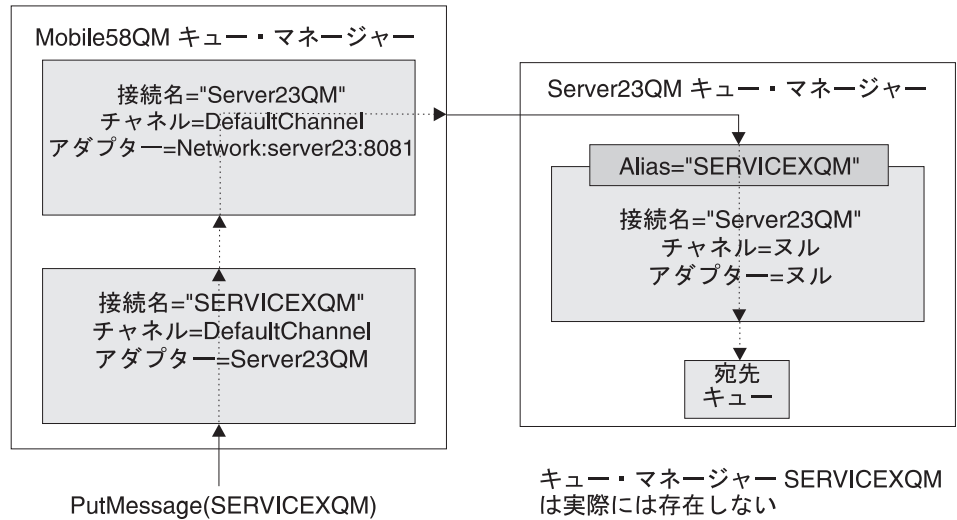 Mobile58QM キュー・マネージャー
接続名="Server23QM"
チャネル=DefaultChannel
アダプター=Network:server23:8081
接続名="SERVICEXQM"
チャネル=DefaultChannel
アダプター=Server23QM
PutMessage(SERVICEXQM)
Server23QM キュー・マネージャー
Alias="SERVICEXQM"
接続名="Server23QM"
チャネル=ヌル
アダプター=ヌル
宛先
キュー
キュー・マネージャー SERVICEXQM
は実際には存在しない